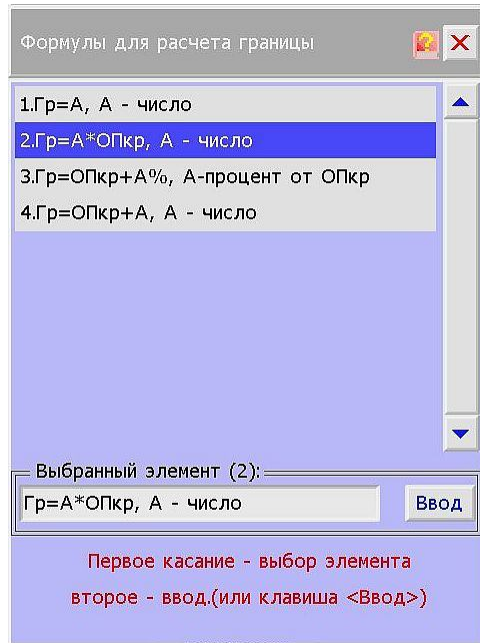 Формулы для расчета границы
1.Гр=А, А - число
2.Гр=А*ОПкр, А - число
3.Гр=ОПкр+А%, А-процент от ОПкр
4.Гр=ОПкр+А, А - число
Выбранный элемент (2):
Гр=А*ОПкр, А - число
Ввод
Первое касание - выбор элемента
второе - ввод.(или клавиша <Ввод>)